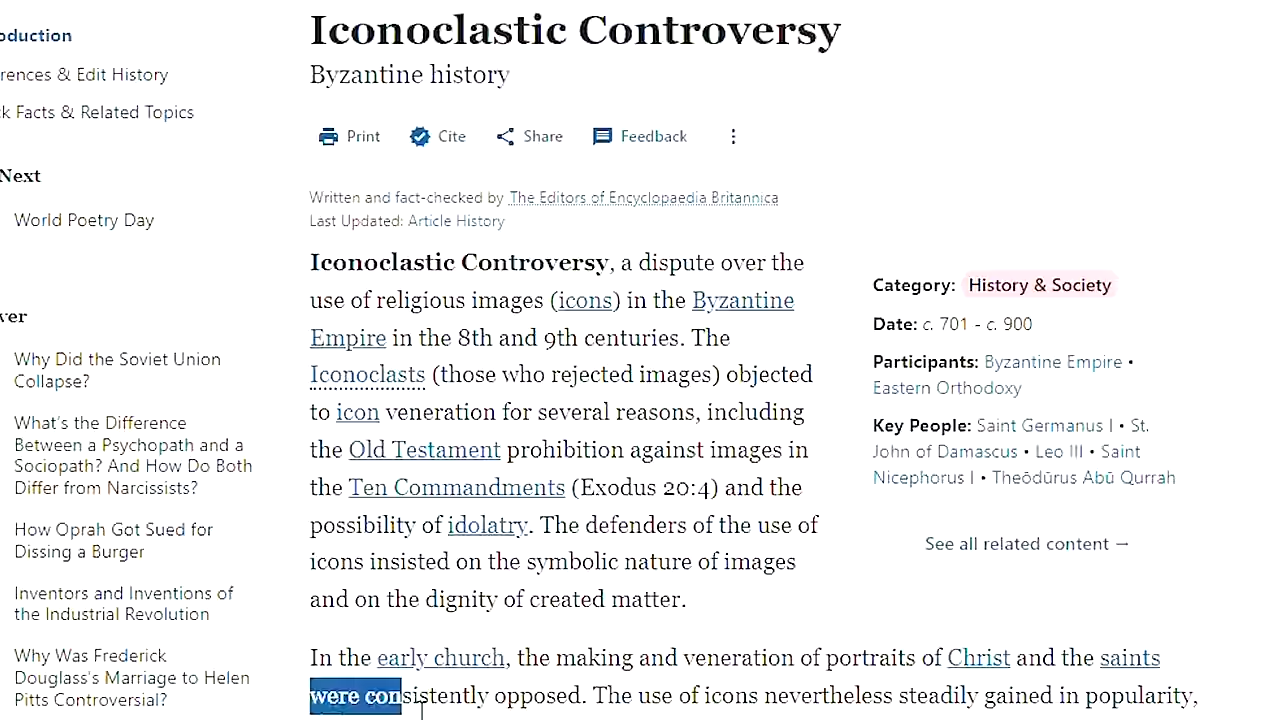 oduction
rences & Edit History
k Facts & Related Topics
Next
World Poetry Day
ver
Why Did the Soviet Union
Collapse?
What's the Difference
Between a Psychopath and a
Sociopath? And How Do Both
Differ from Narcissists?
How Oprah Got Sued for
Dissing a Burger
Inventors and Inventions of
the Industrial Revolution
Why Was Frederick
Douglass's Marriage to Helen
Pitts Controversial?
Iconoclastic Controversy
Byzantine history
Print Cite Share Feedback
Written and fact-checked by The Editors of Encyclopaedia Britannica
Last Updated: Article History
Iconoclastic Controversy, a dispute over the
use of religious images (icons) in the Byzantine
Empire in the 8th and 9th centuries. The
Iconoclasts (those who rejected images) objected
to icon veneration for several reasons, including
the Old Testament prohibition against images in
the Ten Commandments (Exodus 20:4) and the
possibility of idolatry. The defenders of the use of
icons insisted on the symbolic nature of images
and on the dignity of created matter.
In the early church, the making and veneration of portraits of Christ and the saints
were consistently opposed. The use of icons nevertheless steadily gained in popularity,
Category: History & Society
Date: c. 701 - c. 900
Participants: Byzantine Empire •
Eastern Orthodoxy
Key People: Saint Germanus I • St.
John of Damascus • Leo III • Saint
Nicephorus I • Theōdūrus Abū Qurrah
See all related content →